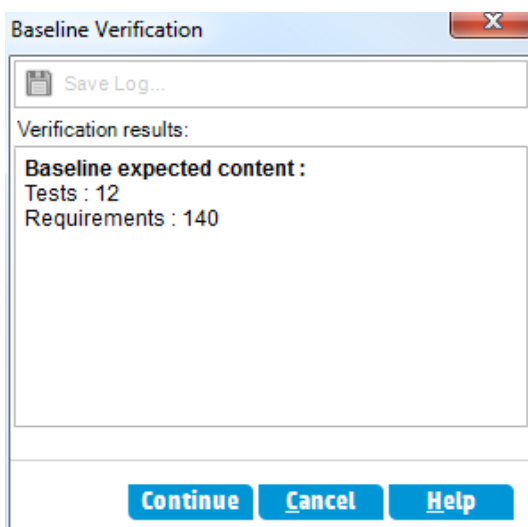 Baseline Verification
Save Log...
Verification results:
Baseline expected content :
Tests : 12
Requirements : 140
Continue Cancel Help